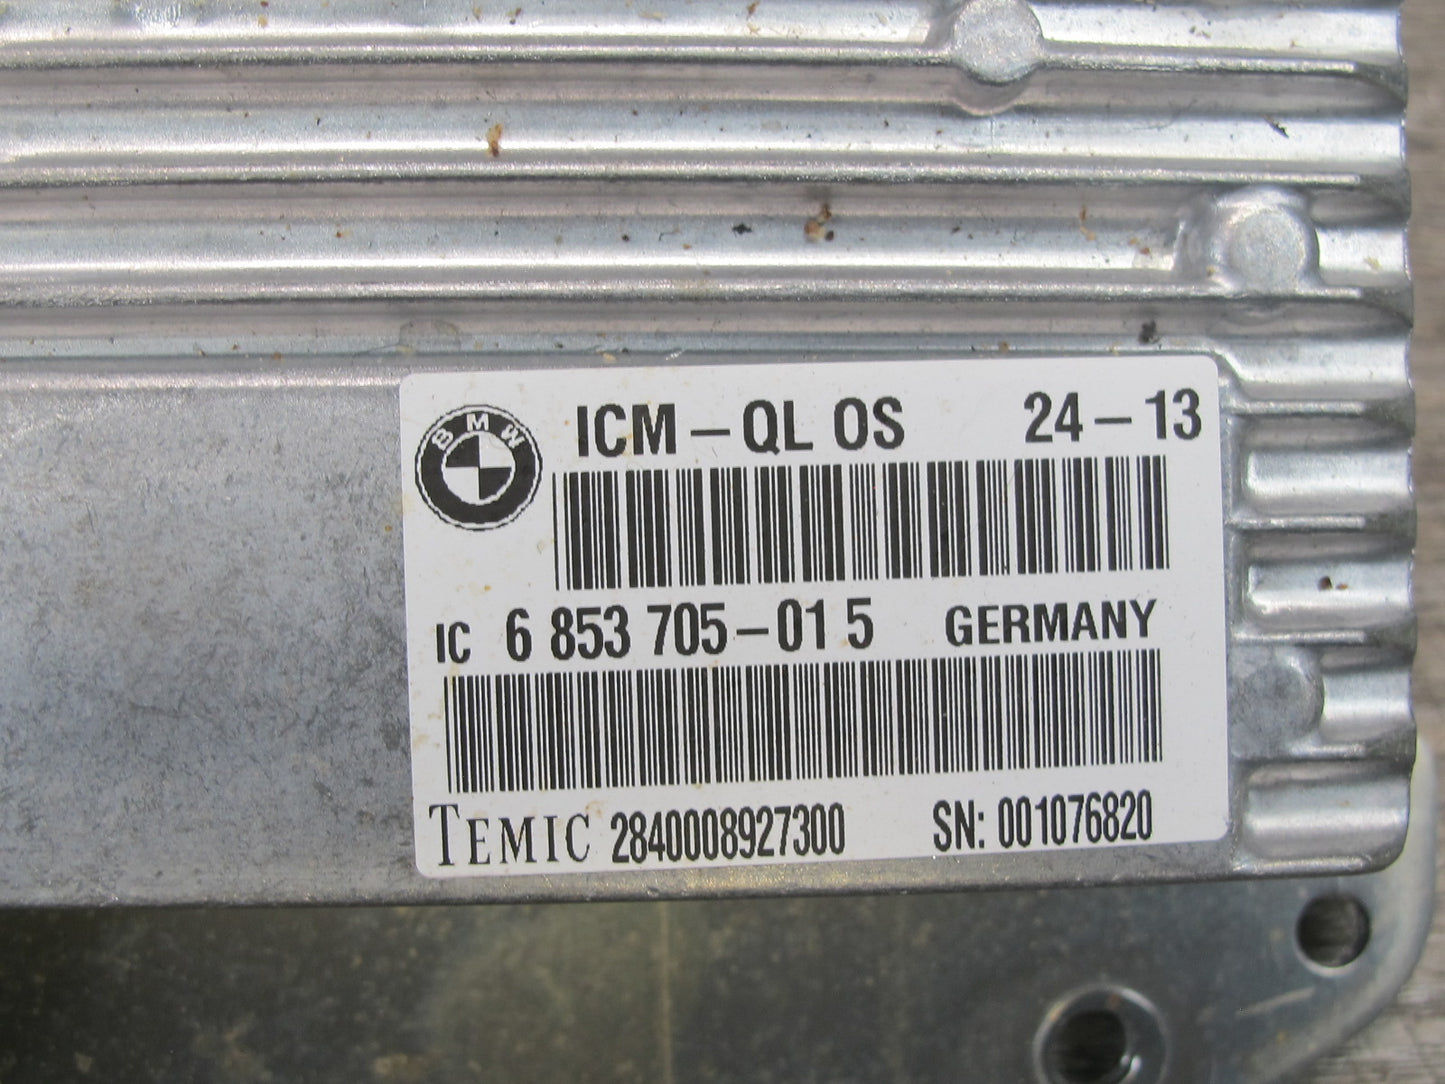 BMW
ICM-QL OS 24-13
IC 6 853 705-01 5 GERMANY
TEMIC 2840008927300 SN: 001076820